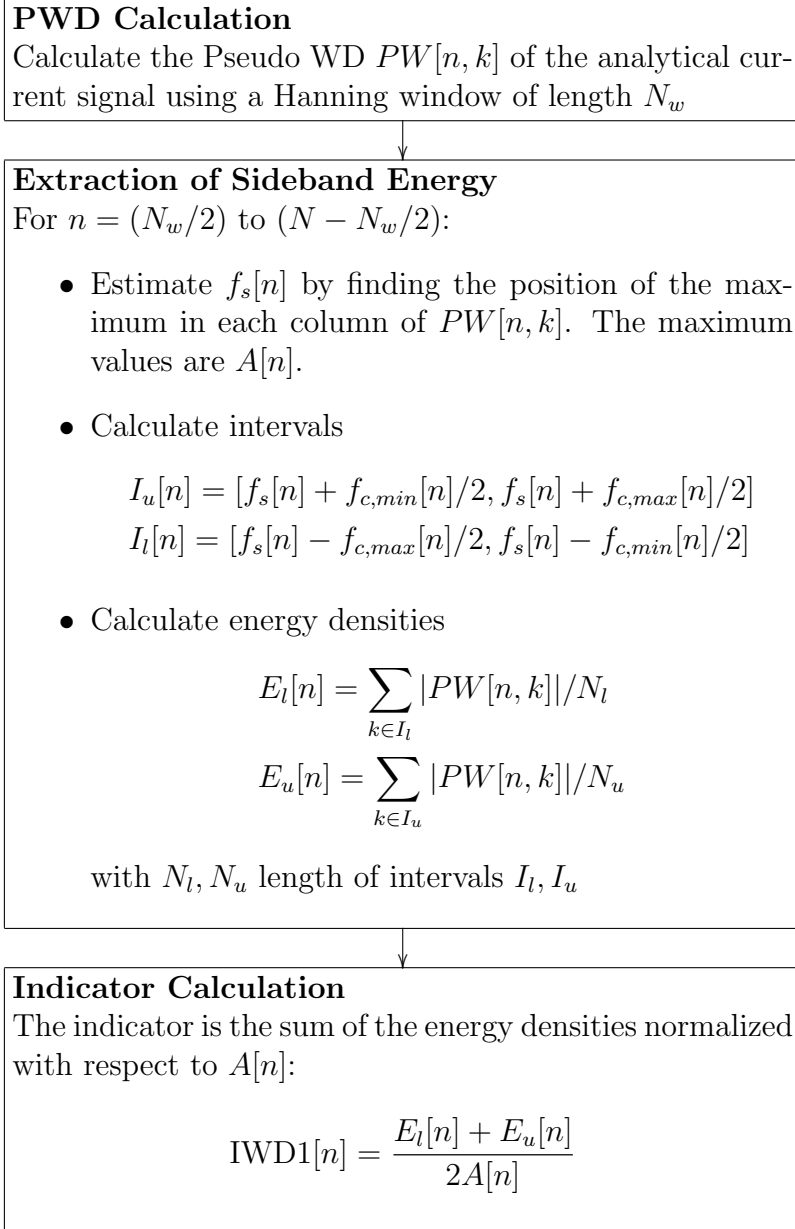 PWD Calculation
Calculate the Pseudo WD PW[n, k] of the analytical cur-
rent signal using a Hanning window of length N_w
Extraction of Sideband Energy
For n = (N_w/2) to (N − N_w/2):
• Estimate f_s[n] by finding the position of the max-
imum in each column of PW[n, k]. The maximum
values are A[n].
• Calculate intervals
I_u[n] = [f_s[n] + f_{c,min}[n]/2, f_s[n] + f_{c,max}[n]/2]
I_l[n] = [f_s[n] − f_{c,max}[n]/2, f_s[n] − f_{c,min}[n]/2]
• Calculate energy densities
E_l[n] = ∑_{k∈I_l} |PW[n, k]|/N_l
E_u[n] = ∑_{k∈I_u} |PW[n, k]|/N_u
with N_l, N_u length of intervals I_l, I_u
Indicator Calculation
The indicator is the sum of the energy densities normalized
with respect to A[n]:
IWD1[n] = \frac{E_l[n] + E_u[n]}{2A[n]}